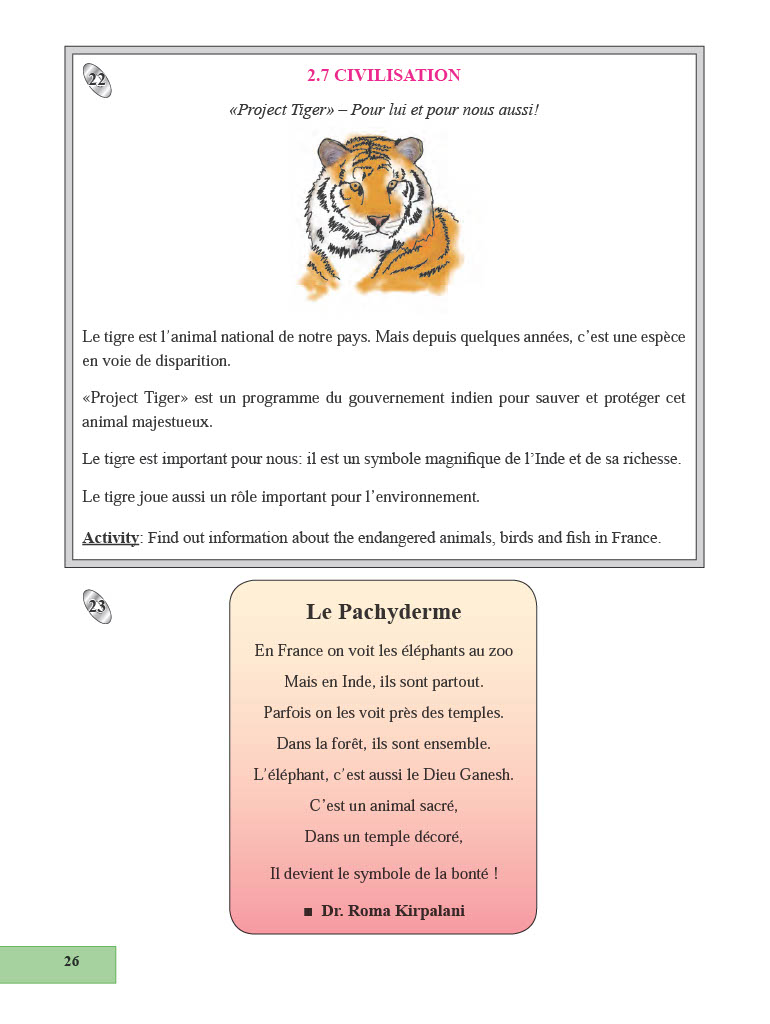 22
2.7 CIVILISATION
«Project Tiger» – Pour lui et pour nous aussi!
Le tigre est l’animal national de notre pays. Mais depuis quelques années, c’est une espèce
en voie de disparition.
«Project Tiger» est un programme du gouvernement indien pour sauver et protéger cet
animal majestueux.
Le tigre est important pour nous: il est un symbole magnifique de l’Inde et de sa richesse.
Le tigre joue aussi un rôle important pour l’environnement.
Activity: Find out information about the endangered animals, birds and fish in France.
23
Le Pachyderme
En France on voit les éléphants au zoo
Mais en Inde, ils sont partout.
Parfois on les voit près des temples.
Dans la forêt, ils sont ensemble.
L’éléphant, c’est aussi le Dieu Ganesh.
C’est un animal sacré,
Dans un temple décoré,
Il devient le symbole de la bonté !
■ Dr. Roma Kirpalani
26